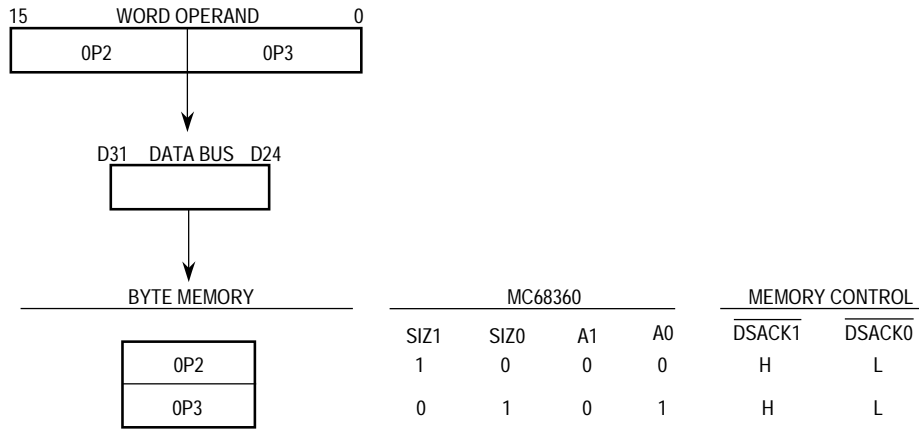 15 WORD OPERAND 0
0P2 0P3
D31 DATA BUS D24
BYTE MEMORY MC68360 MEMORY CONTROL
SIZ1 SIZ0 A1 A0 DSACK1 DSACK0
0P2 1 0 0 0 H L
0P3 0 1 0 1 H L